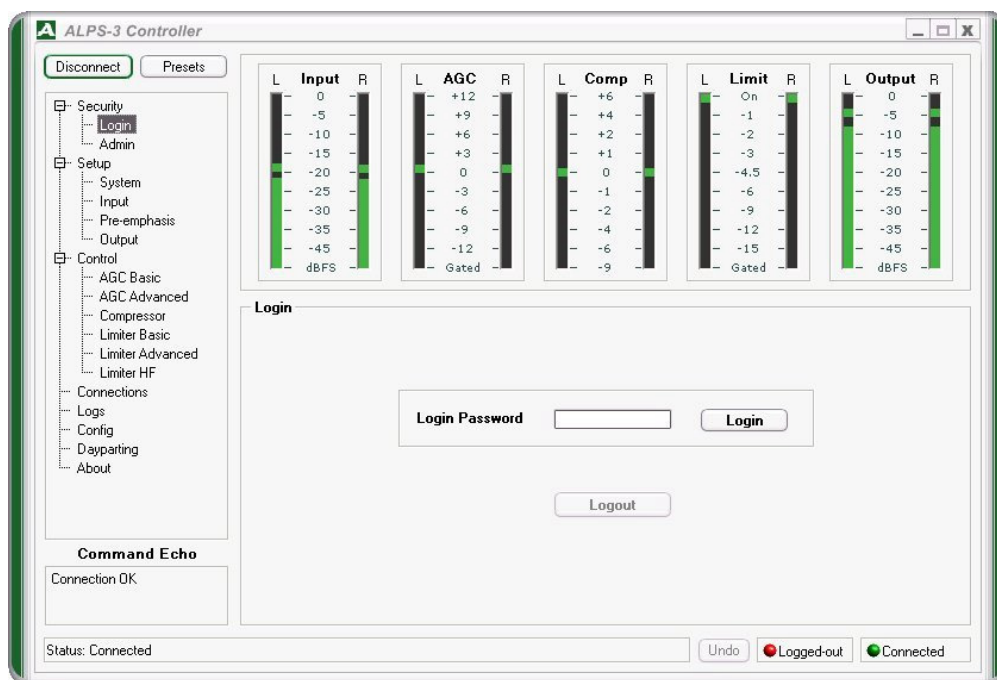 ALPS-3 Controller
Disconnect
Presets
Security
Login
Admin
Setup
System
Input
Pre-emphasis
Output
Control
AGC Basic
AGC Advanced
Compressor
Limiter Basic
Limiter Advanced
Limiter HF
Connections
Logs
Config
Dayparting
About
Command Echo
Connection OK
L Input R
0
-5
-10
-15
-20
-25
-30
-35
-45
dBFS
L AGC R
+12
+9
+6
+3
0
-3
-6
-9
-12
Gated
L Comp R
+6
+4
+2
+1
0
-1
-2
-4
-6
-9
L Limit R
On
-1
-2
-3
-4.5
-6
-9
-12
-15
Gated
L Output R
0
-5
-10
-15
-20
-25
-30
-35
-45
dBFS
Login
Login Password
Login
Logout
Status: Connected
Undo
Logged-out
Connected